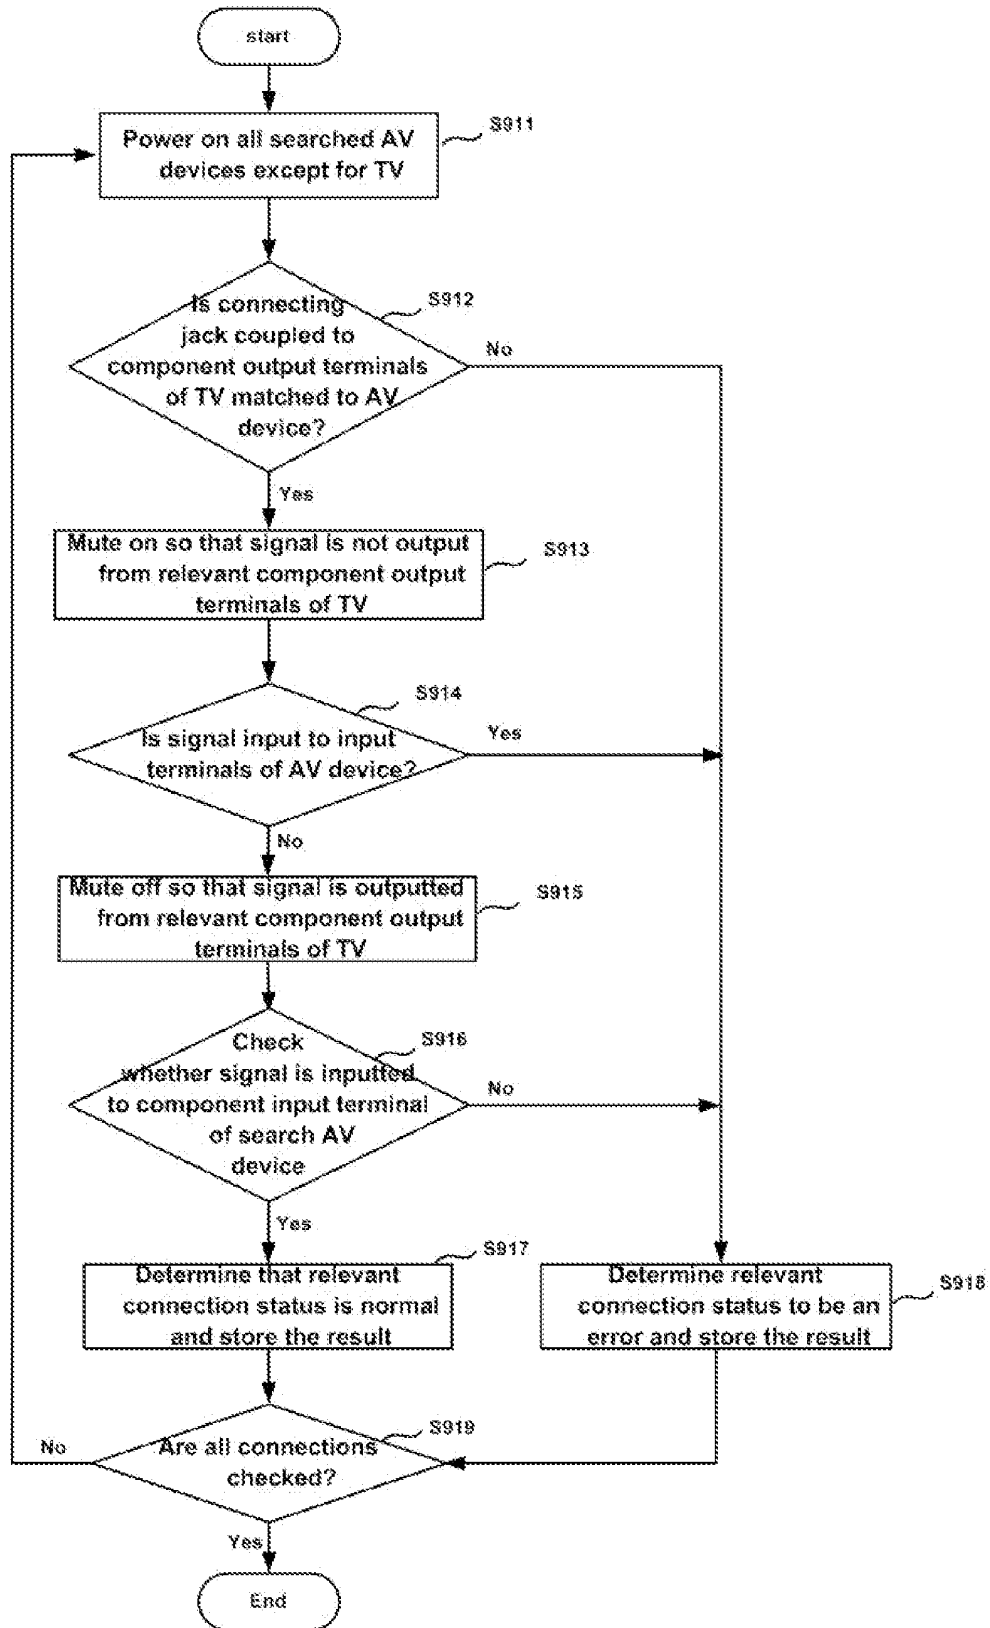 start
Power on all searched AV
devices except for TV
S911
Is connecting
jack coupled to
component output terminals
of TV matched to AV
device?
S912
No
Yes
Mute on so that signal is not output
from relevant component output
terminals of TV
S913
Is signal input to input
terminals of AV device?
S914
Yes
No
Mute off so that signal is outputted
from relevant component output
terminals of TV
S915
Check
whether signal is inputted
to component input terminal
of search AV
device
S916
No
Yes
Determine that relevant
connection status is normal
and store the result
S917
Determine relevant
connection status to be an
error and store the result
S918
Are all connections
checked?
S919
No
Yes
End